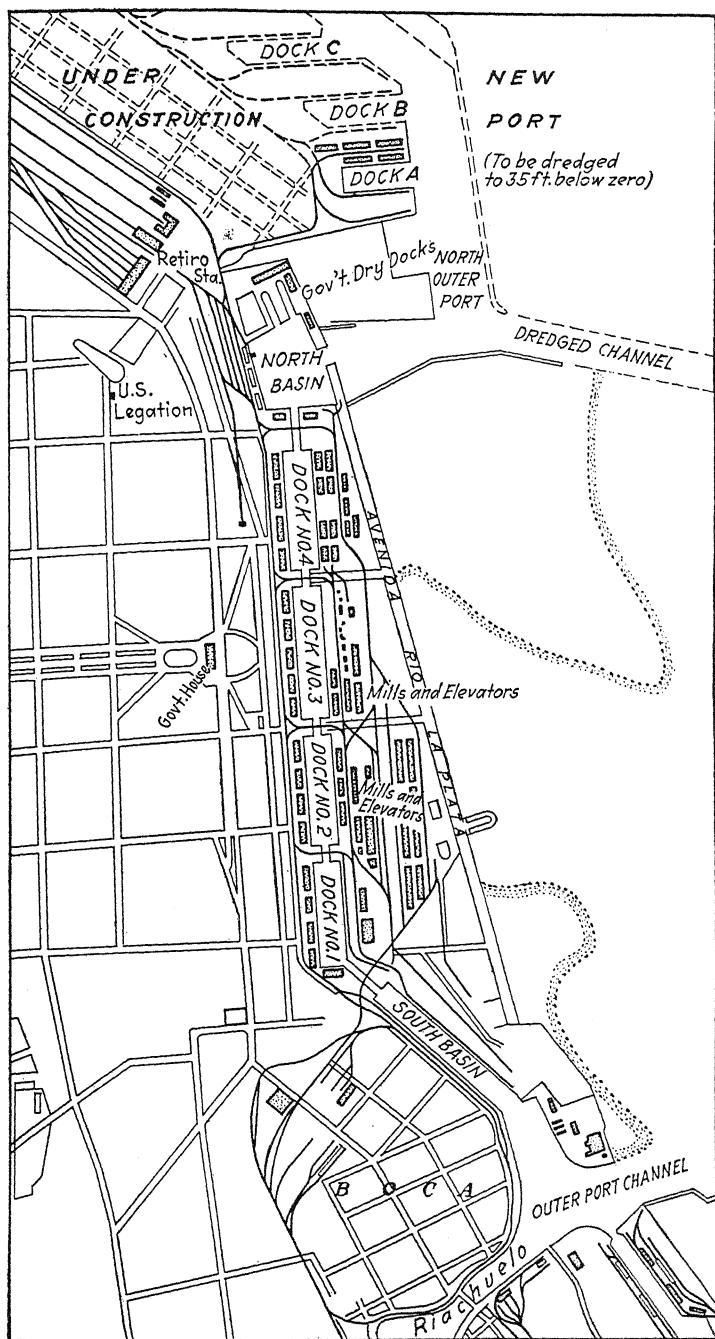 DOCK C
UNDER
CONSTRUCTION
NEW
PORT
DOCK B
(To be dredged
to 35 ft. below zero)
DOCK A
Retiro
Sta.
Gov't. Dry Docks
NORTH
OUTER
PORT
DREDGED CHANNEL
NORTH
BASIN
U.S.
Legation
DOCK NO.4
AVENIDA RIO LA PLATA
DOCK NO.3
Govt. House
Mills and Elevators
DOCK NO.2
Mills and
Elevators
DOCK NO.1
SOUTH BASIN
BOCA
OUTER PORT CHANNEL
Riachuelo